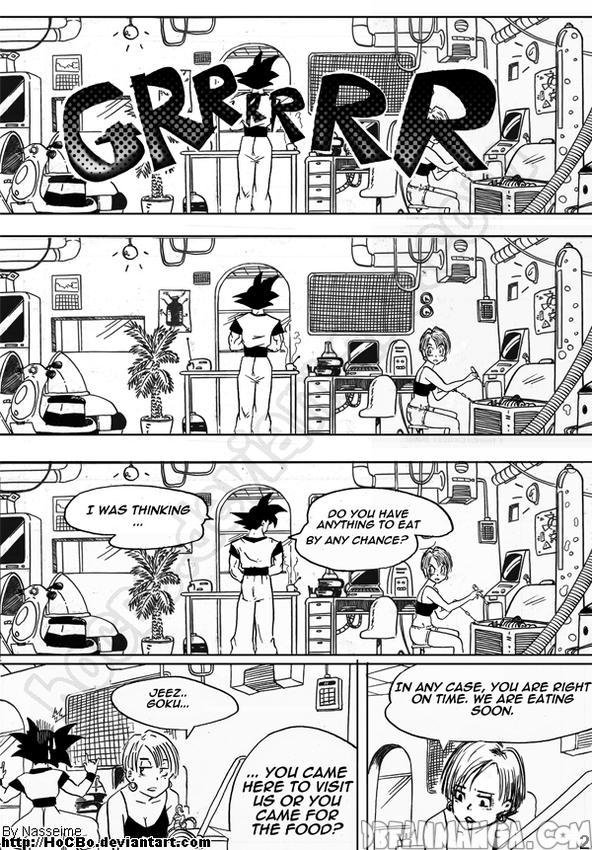 GRRRRRR
I WAS THINKING
...
DO YOU HAVE
ANYTHING TO EAT
BY ANY CHANCE?
JEEZ..
GOKU...
... YOU CAME
HERE TO VISIT
US OR YOU
CAME FOR
THE FOOD?
IN ANY CASE, YOU ARE RIGHT
ON TIME. WE ARE EATING
SOON.
By Nasseime
http://HoCBo.deviantart.com
DBZMANGA.COM
2